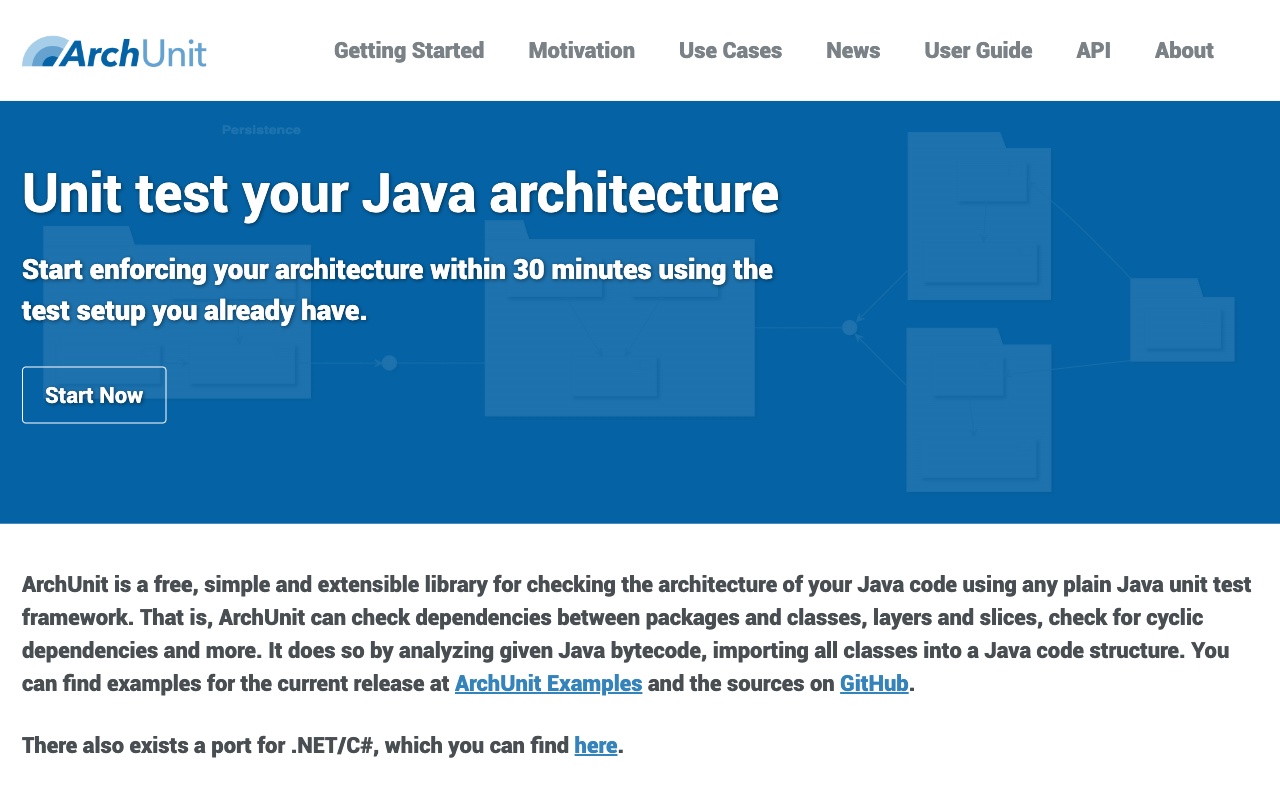 ArchUnit
Getting Started
Motivation
Use Cases
News
User Guide
API
About
Persistence
Unit test your Java architecture
Start enforcing your architecture within 30 minutes using the
test setup you already have.
Start Now
ArchUnit is a free, simple and extensible library for checking the architecture of your Java code using any plain Java unit test
framework. That is, ArchUnit can check dependencies between packages and classes, layers and slices, check for cyclic
dependencies and more. It does so by analyzing given Java bytecode, importing all classes into a Java code structure. You
can find examples for the current release at ArchUnit Examples and the sources on GitHub.
There also exists a port for .NET/C#, which you can find here.